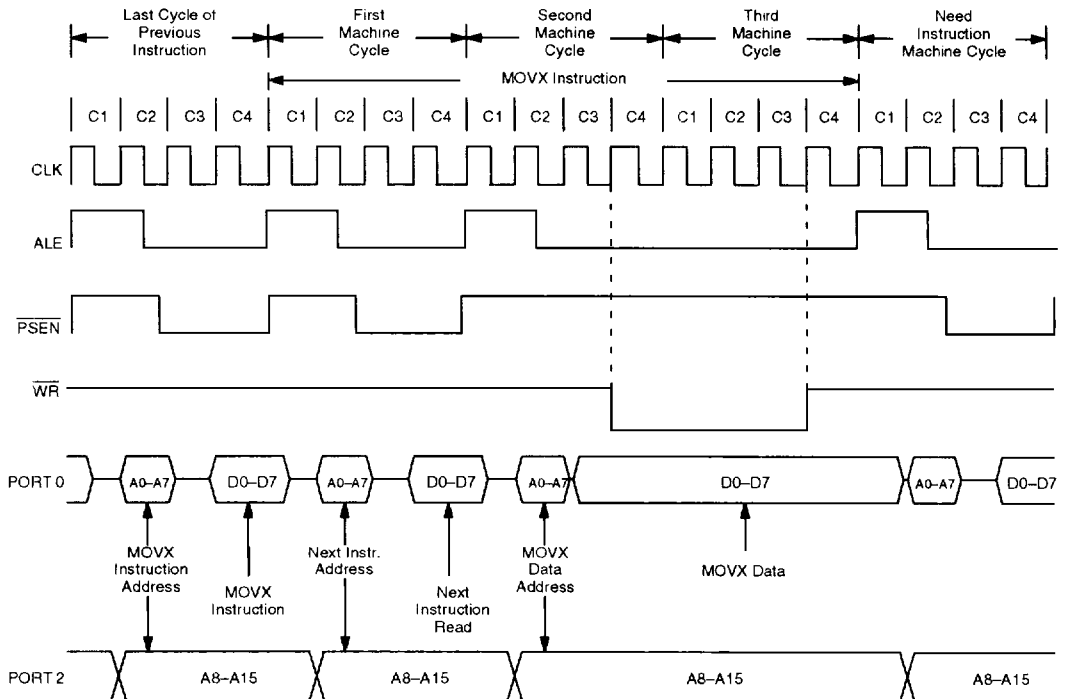 Last Cycle of
Previous
Instruction
First
Machine
Cycle
Second
Machine
Cycle
Third
Machine
Cycle
Need
Instruction
Machine Cycle
MOVX Instruction
C1 C2 C3 C4 C1 C2 C3 C4 C1 C2 C3 C4 C1 C2 C3 C4 C1 C2 C3 C4
CLK
ALE
PSEN
WR
PORT 0
A0–A7 D0–D7 A0–A7 D0–D7 A0–A7 D0–D7 A0–A7 D0–D7
MOVX
Instruction
Address
MOVX
Instruction
Next Instr.
Address
Next
Instruction
Read
MOVX
Data
Address
MOVX Data
PORT 2
A8–A15 A8–A15 A8–A15 A8–A15